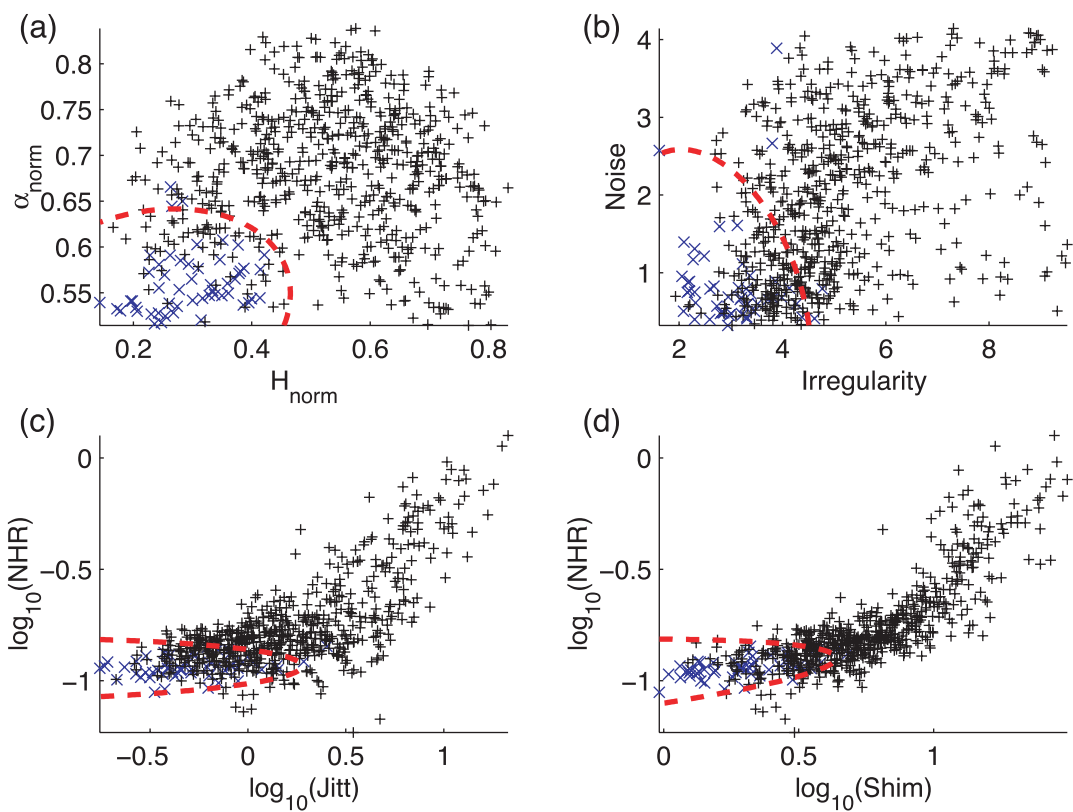 (a)
0.8
0.75
0.7
0.65
0.6
0.55
αnorm
0.2 0.4 0.6 0.8
Hnorm
(b)
4
3
2
1
Noise
2 4 6 8
Irregularity
(c)
0
−0.5
−1
log10(NHR)
−0.5 0 0.5 1
log10(Jitt)
(d)
0
−0.5
−1
log10(NHR)
0 0.5 1
log10(Shim)